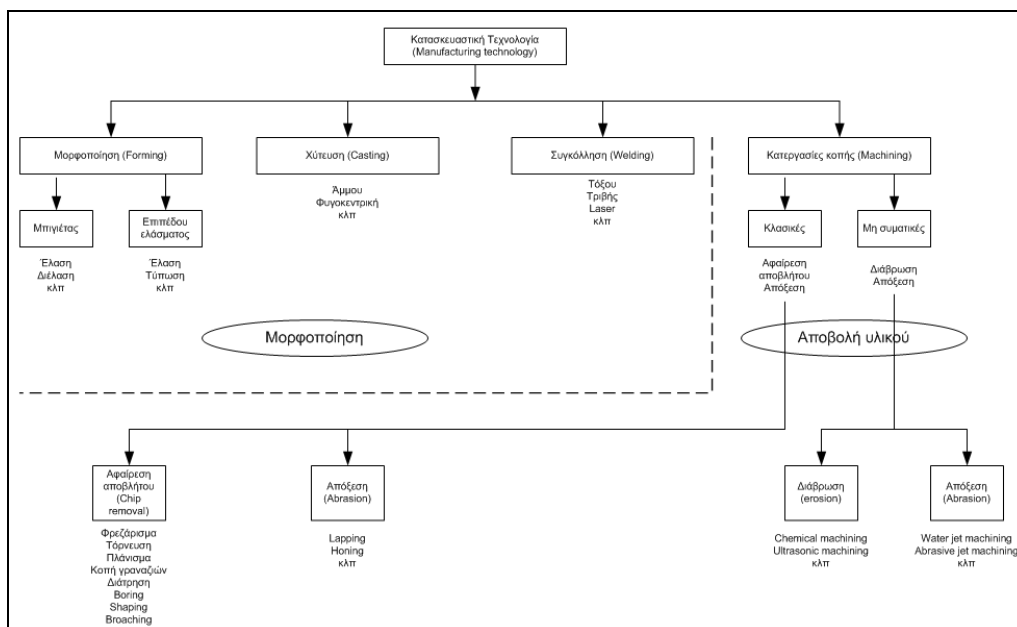 Κατασκευαστική Τεχνολογία
(Manufacturing technology)
Μορφοποίηση (Forming)
Χύτευση (Casting)
Συγκόλληση (Welding)
Κατεργασίες κοπής (Machining)
Άμμου
Φυγοκεντρική
κλπ
Τόξου
Τριβής
Laser
κλπ
Μπιγιέτας
Επιπέδου
ελάσματος
Κλασικές
Μη συματικές
Έλαση
Διέλαση
κλπ
Έλαση
Τύπωση
κλπ
Αφαίρεση
αποβλήτου
Απόξεση
Διάβρωση
Απόξεση
Μορφοποίηση
Αποβολή υλικού
Αφαίρεση
αποβλήτου
(Chip
removal)
Απόξεση
(Abrasion)
Διάβρωση
(erosion)
Απόξεση
(Abrasion)
Φρεζάρισμα
Τόρνευση
Πλάνισμα
Κοπή γραναζιών
Διάτρηση
Boring
Shaping
Broaching
Lapping
Honing
κλπ
Chemical machining
Ultrasonic machining
κλπ
Water jet machining
Abrasive jet machining
κλπ